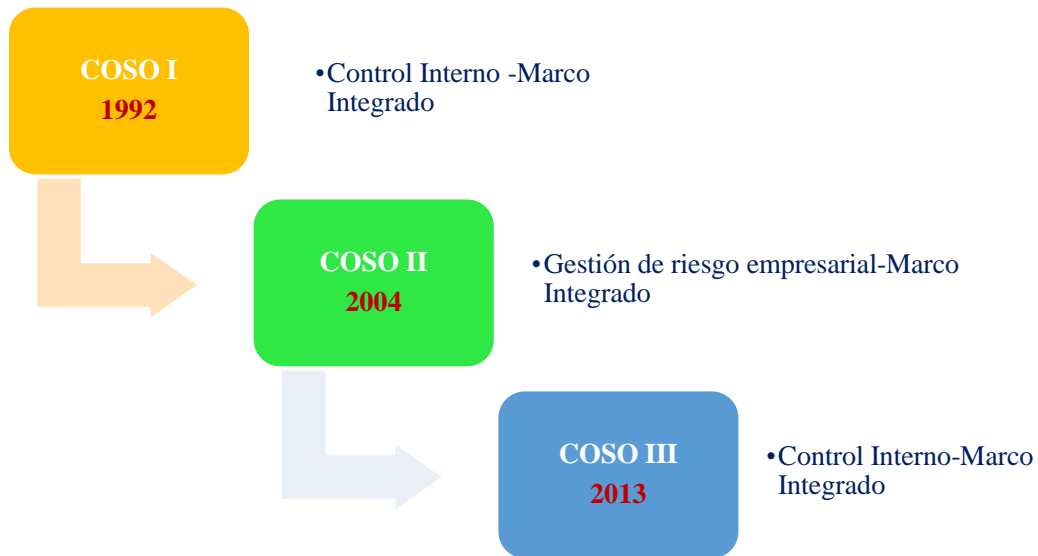 COSO I
1992
•Control Interno -Marco
Integrado
COSO II
2004
•Gestión de riesgo empresarial-Marco
Integrado
COSO III
2013
•Control Interno-Marco
Integrado